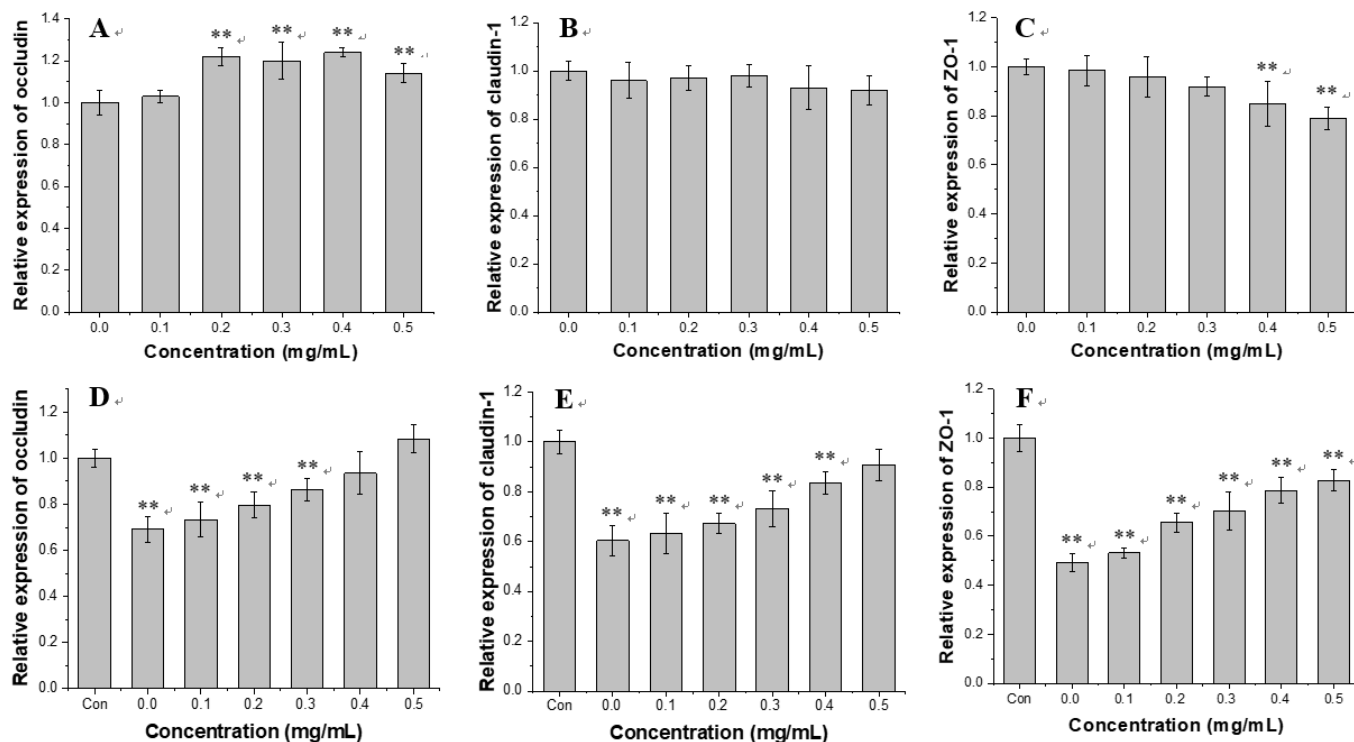 A
Relative expression of occludin
1.4
1.2
1.0
0.8
0.6
0.4
0.2
0.0
** ** ** **
0.0 0.1 0.2 0.3 0.4 0.5
Concentration (mg/mL)
B
Relative expression of claudin-1
1.2
1.0
0.8
0.6
0.4
0.2
0.0
0.0 0.1 0.2 0.3 0.4 0.5
Concentration (mg/mL)
C
Relative expression of ZO-1
1.2
1.0
0.8
0.6
0.4
0.2
0.0
** **
0.0 0.1 0.2 0.3 0.4 0.5
Concentration (mg/mL)
D
Relative expression of occludin
1.2
1.0
0.8
0.6
0.4
0.2
0.0
** ** ** **
Con 0.0 0.1 0.2 0.3 0.4 0.5
Concentration (mg/mL)
E
Relative expression of claudin-1
1.2
1.0
0.8
0.6
0.4
0.2
0.0
** ** ** ** **
Con 0.0 0.1 0.2 0.3 0.4 0.5
Concentration (mg/mL)
F
Relative expression of ZO-1
1.2
1.0
0.8
0.6
0.4
0.2
0.0
** ** ** ** ** **
Con 0.0 0.1 0.2 0.3 0.4 0.5
Concentration (mg/mL)